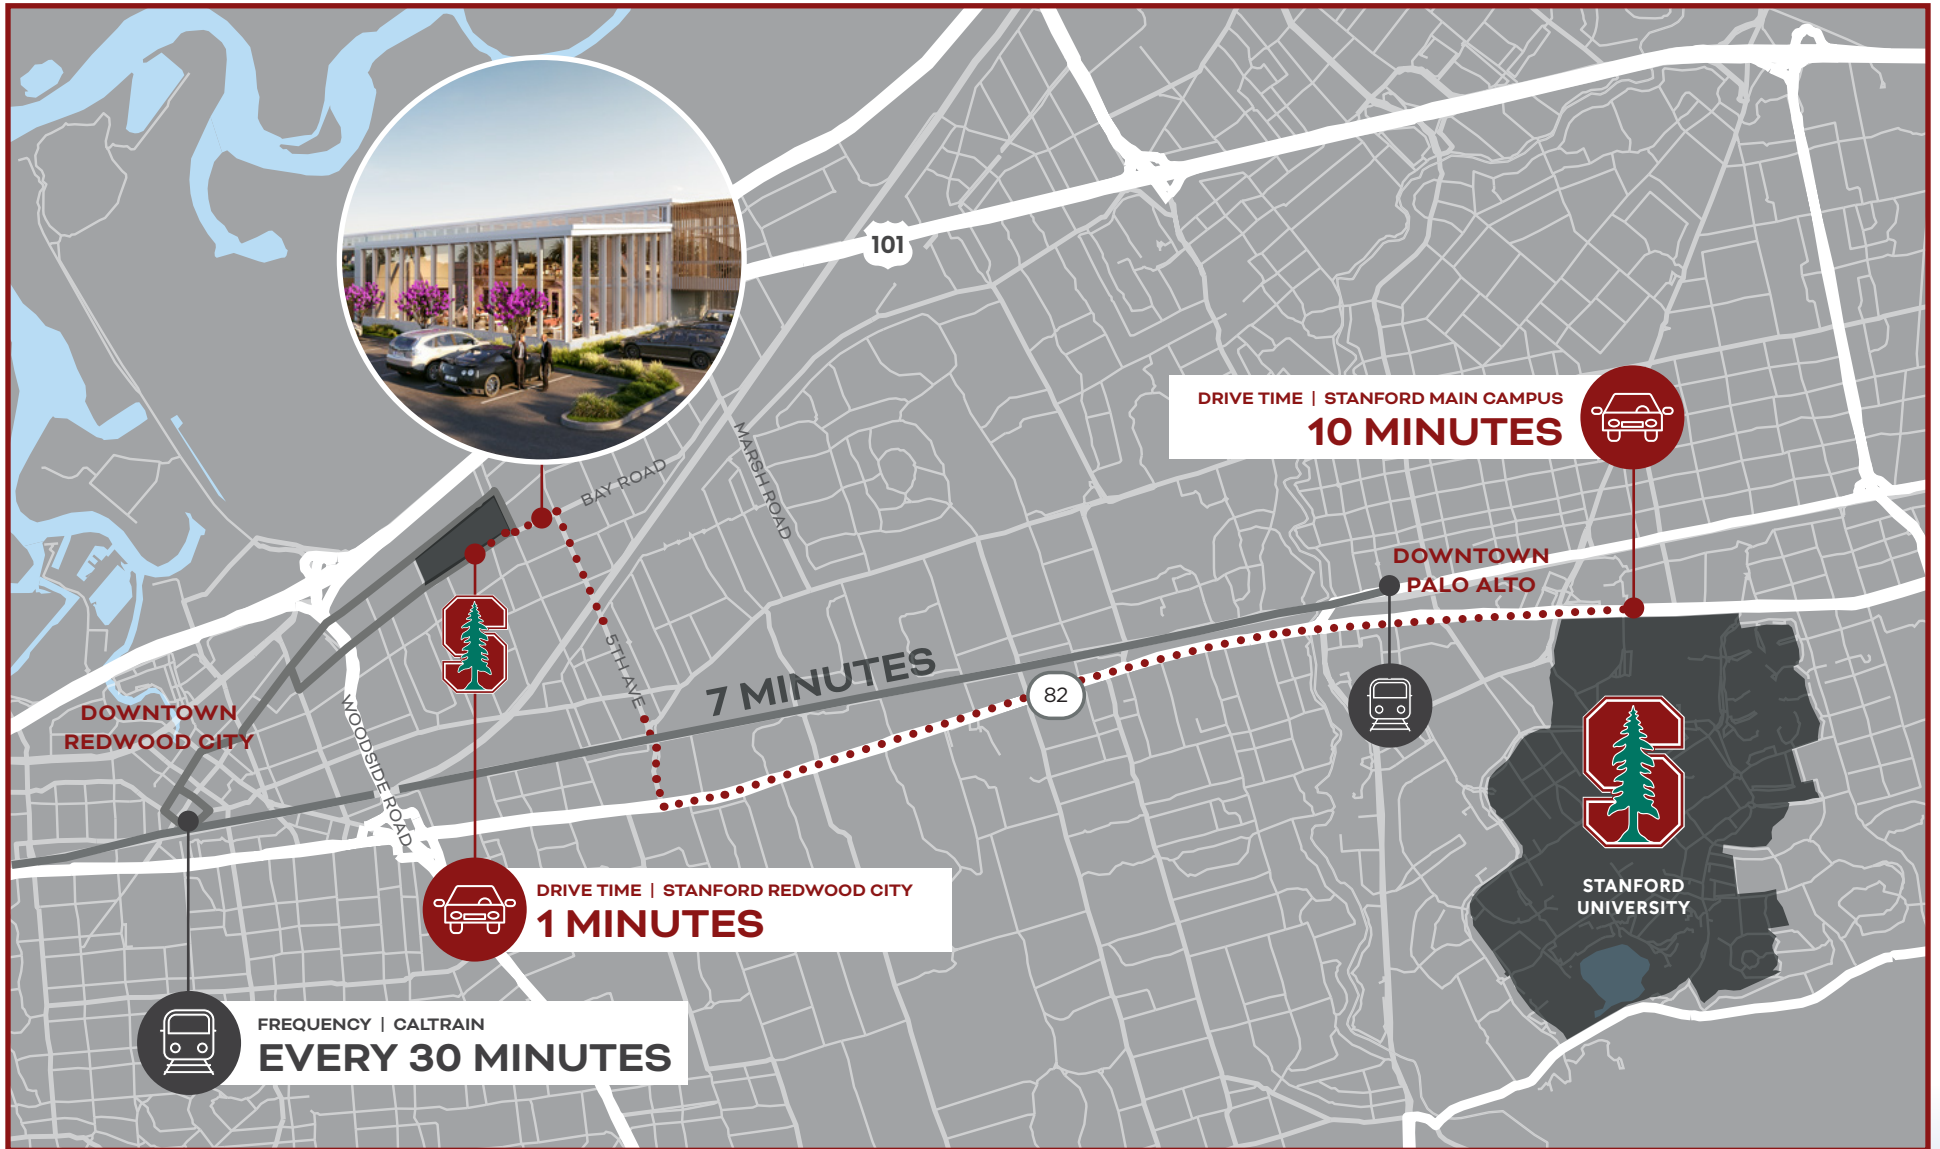 101
DRIVE TIME | STANFORD MAIN CAMPUS
10 MINUTES
MARSH ROAD
BAY ROAD
DOWNTOWN
PALO ALTO
5TH AVE
7 MINUTES
82
DOWNTOWN
REDWOOD CITY
WOODSIDE ROAD
STANFORD
UNIVERSITY
DRIVE TIME | STANFORD REDWOOD CITY
1 MINUTES
FREQUENCY | CALTRAIN
EVERY 30 MINUTES